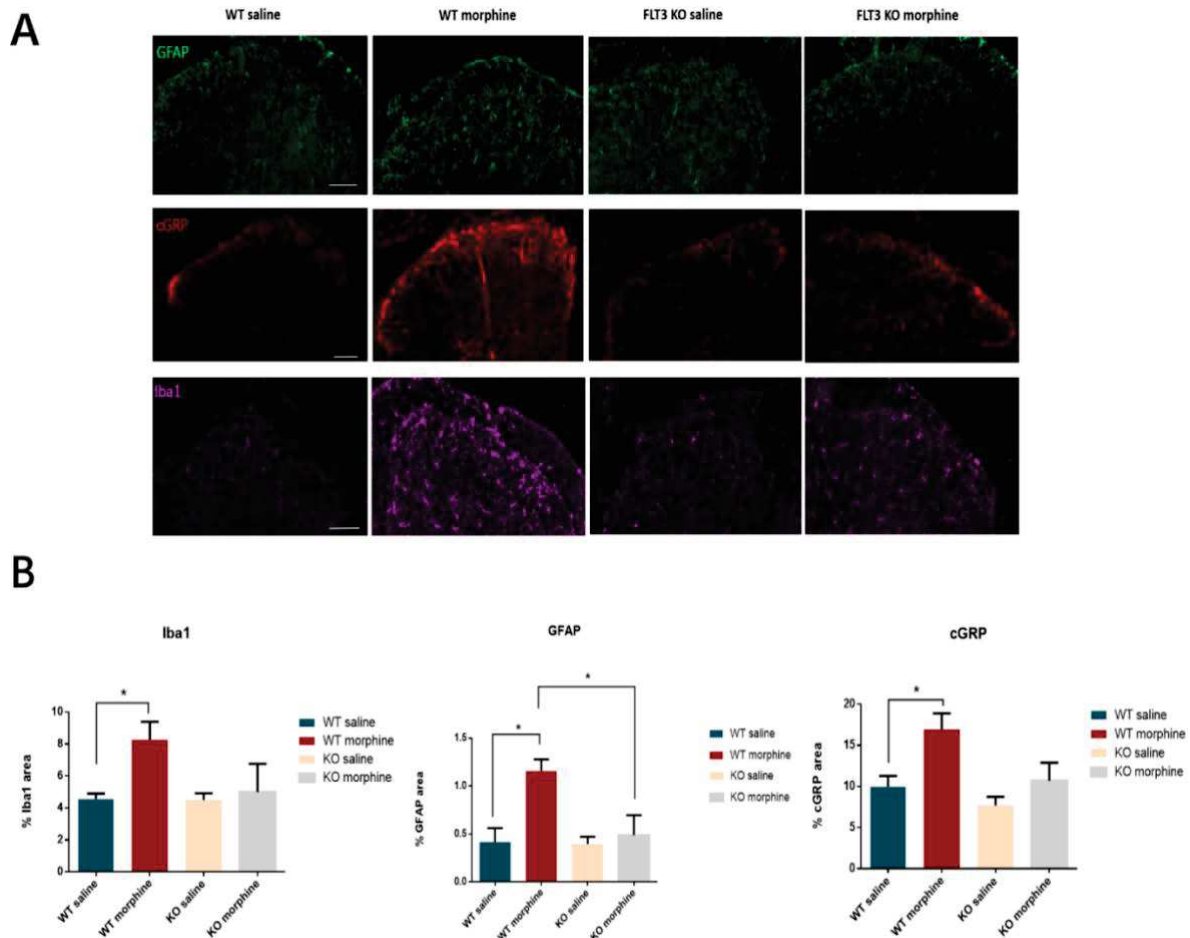 A
WT saline
WT morphine
FLT3 KO saline
FLT3 KO morphine
GFAP
cGRP
Iba1
B
Iba1
% Iba1 area
10
8
6
4
2
0
*
WT saline
WT morphine
KO saline
KO morphine
WT saline
WT morphine
KO saline
KO morphine
GFAP
% GFAP area
1.5
1.0
0.5
0.0
*
*
WT saline
WT morphine
KO saline
KO morphine
WT saline
WT morphine
KO saline
KO morphine
cGRP
% cGRP area
20
15
10
5
0
*
WT saline
WT morphine
KO saline
KO morphine
WT saline
WT morphine
KO saline
KO morphine